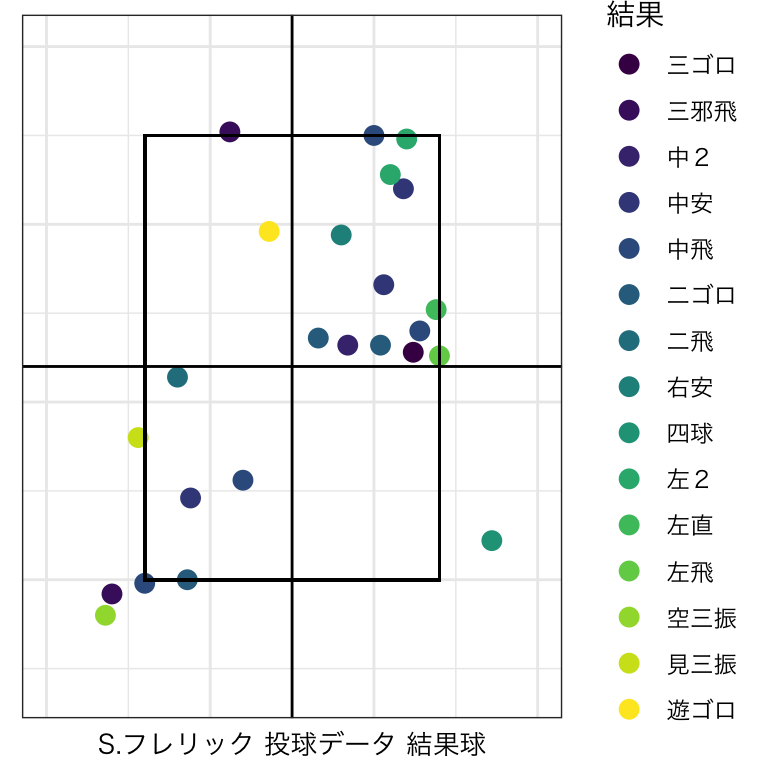 結果
三ゴロ
三邪飛
中２
中安
中飛
二ゴロ
二飛
右安
四球
左２
左直
左飛
空三振
見三振
遊ゴロ
S.フレリック 投球データ 結果球